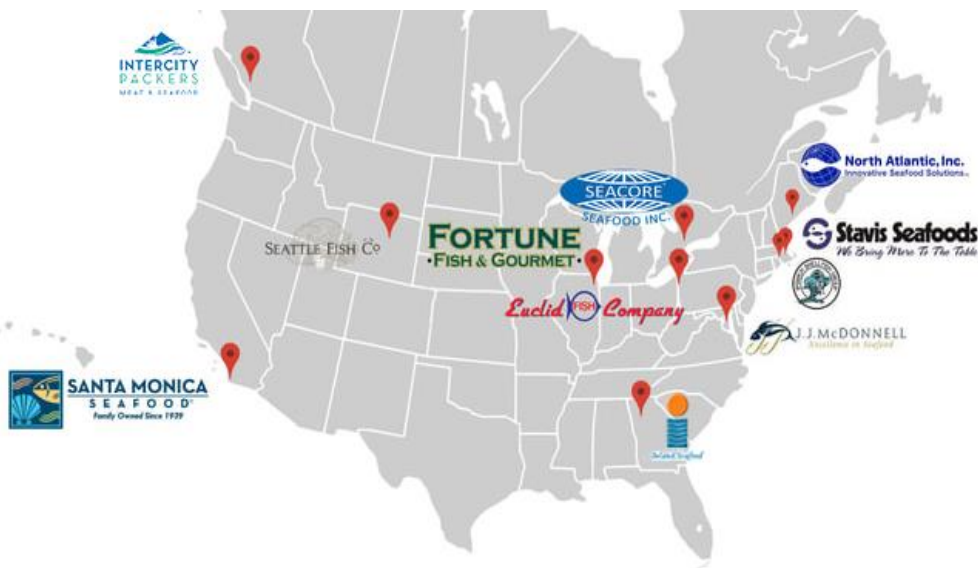 INTERCITY
PACKERS
MEAT & SEAFOOD
North Atlantic, Inc.
Innovative Seafood Solutions
SEACORE
SEAFOOD INC.
Stavis Seafoods
We Bring More To The Table
SEATTLE FISH CO
FORTUNE
•FISH & GOURMET•
Euclid FISH Company
J.J. MCDONNELL
Excellence in Seafood
SANTA MONICA
SEAFOOD
Family Owned Since 1939
Inland Seafood